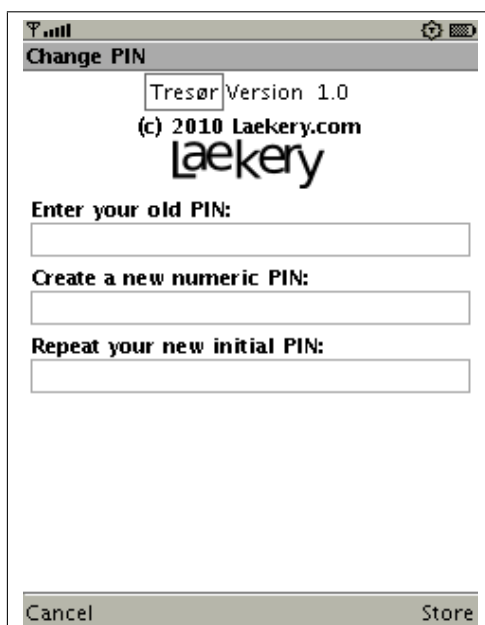 Change PIN
Tresør Version 1.0
(c) 2010 Laekery.com
Laekery
Enter your old PIN:
Create a new numeric PIN:
Repeat your new initial PIN:
Cancel Store